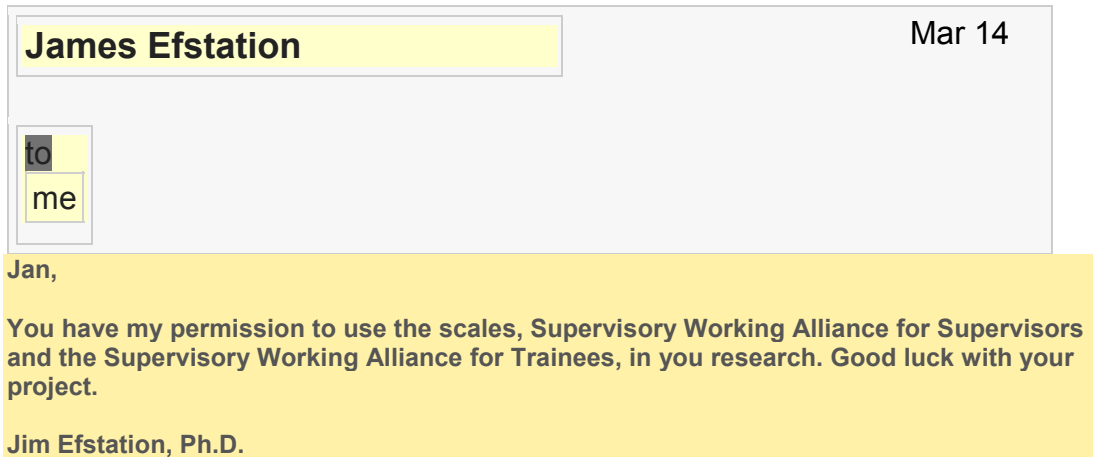 James Efstation
Mar 14
to
me
Jan,
You have my permission to use the scales, Supervisory Working Alliance for Supervisors
and the Supervisory Working Alliance for Trainees, in you research. Good luck with your
project.
Jim Efstation, Ph.D.